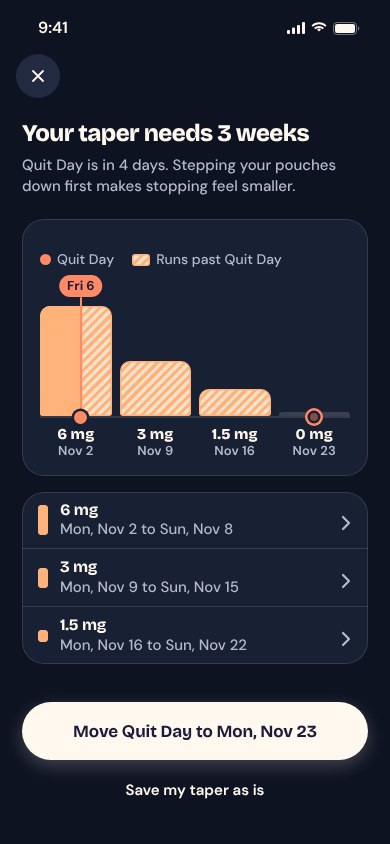 9:41
Your taper needs 3 weeks
Quit Day is in 4 days. Stepping your pouches
down first makes stopping feel smaller.
Quit Day
Runs past Quit Day
Fri 6
6 mg
Nov 2
3 mg
Nov 9
1.5 mg
Nov 16
0 mg
Nov 23
6 mg
Mon, Nov 2 to Sun, Nov 8
3 mg
Mon, Nov 9 to Sun, Nov 15
1.5 mg
Mon, Nov 16 to Sun, Nov 22
Move Quit Day to Mon, Nov 23
Save my taper as is